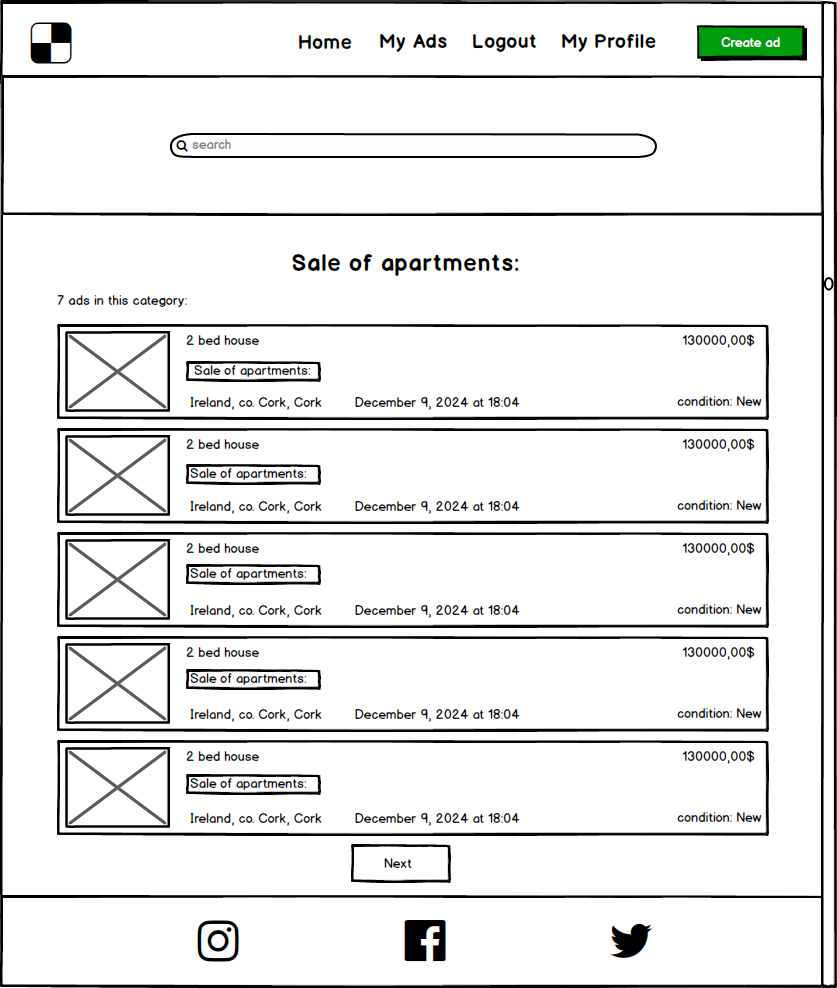 Home My Ads Logout My Profile Create ad
search
Sale of apartments:
7 ads in this category:
2 bed house 130000,00$
Sale of apartments:
Ireland, co. Cork, Cork December 9, 2024 at 18:04 condition: New
2 bed house 130000,00$
Sale of apartments:
Ireland, co. Cork, Cork December 9, 2024 at 18:04 condition: New
2 bed house 130000,00$
Sale of apartments:
Ireland, co. Cork, Cork December 9, 2024 at 18:04 condition: New
2 bed house 130000,00$
Sale of apartments:
Ireland, co. Cork, Cork December 9, 2024 at 18:04 condition: New
2 bed house 130000,00$
Sale of apartments:
Ireland, co. Cork, Cork December 9, 2024 at 18:04 condition: New
Next